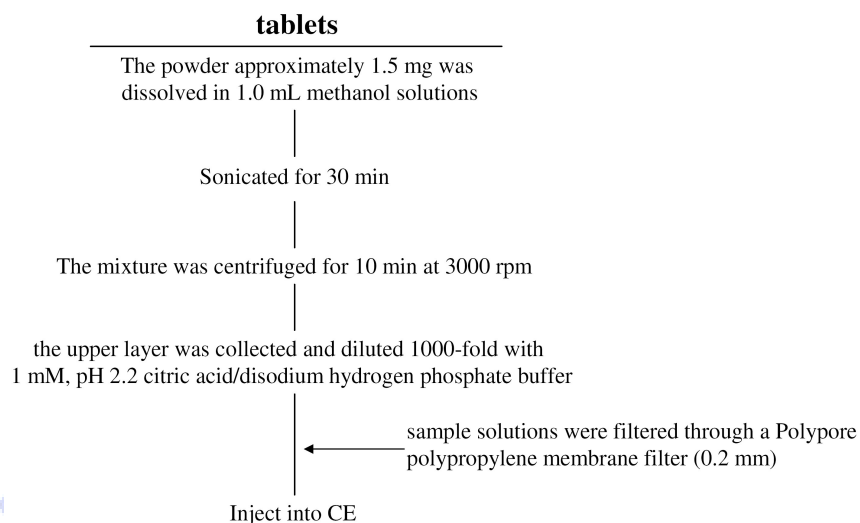 tablets
The powder approximately 1.5 mg was
dissolved in 1.0 mL methanol solutions
Sonicated for 30 min
The mixture was centrifuged for 10 min at 3000 rpm
the upper layer was collected and diluted 1000-fold with
1 mM, pH 2.2 citric acid/disodium hydrogen phosphate buffer
sample solutions were filtered through a Polypore
polypropylene membrane filter (0.2 mm)
Inject into CE